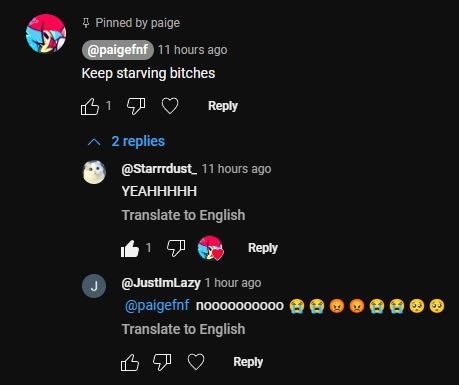 Pinned by paige
@paigefnf 11 hours ago
Keep starving bitches
1 Reply
2 replies
@Starrrdust_ 11 hours ago
YEAHHHHH
Translate to English
1 Reply
J @JustImLazy 1 hour ago
@paigefnf noooooooooo 😭😭😡😡😭😭🥺🥺
Translate to English
Reply